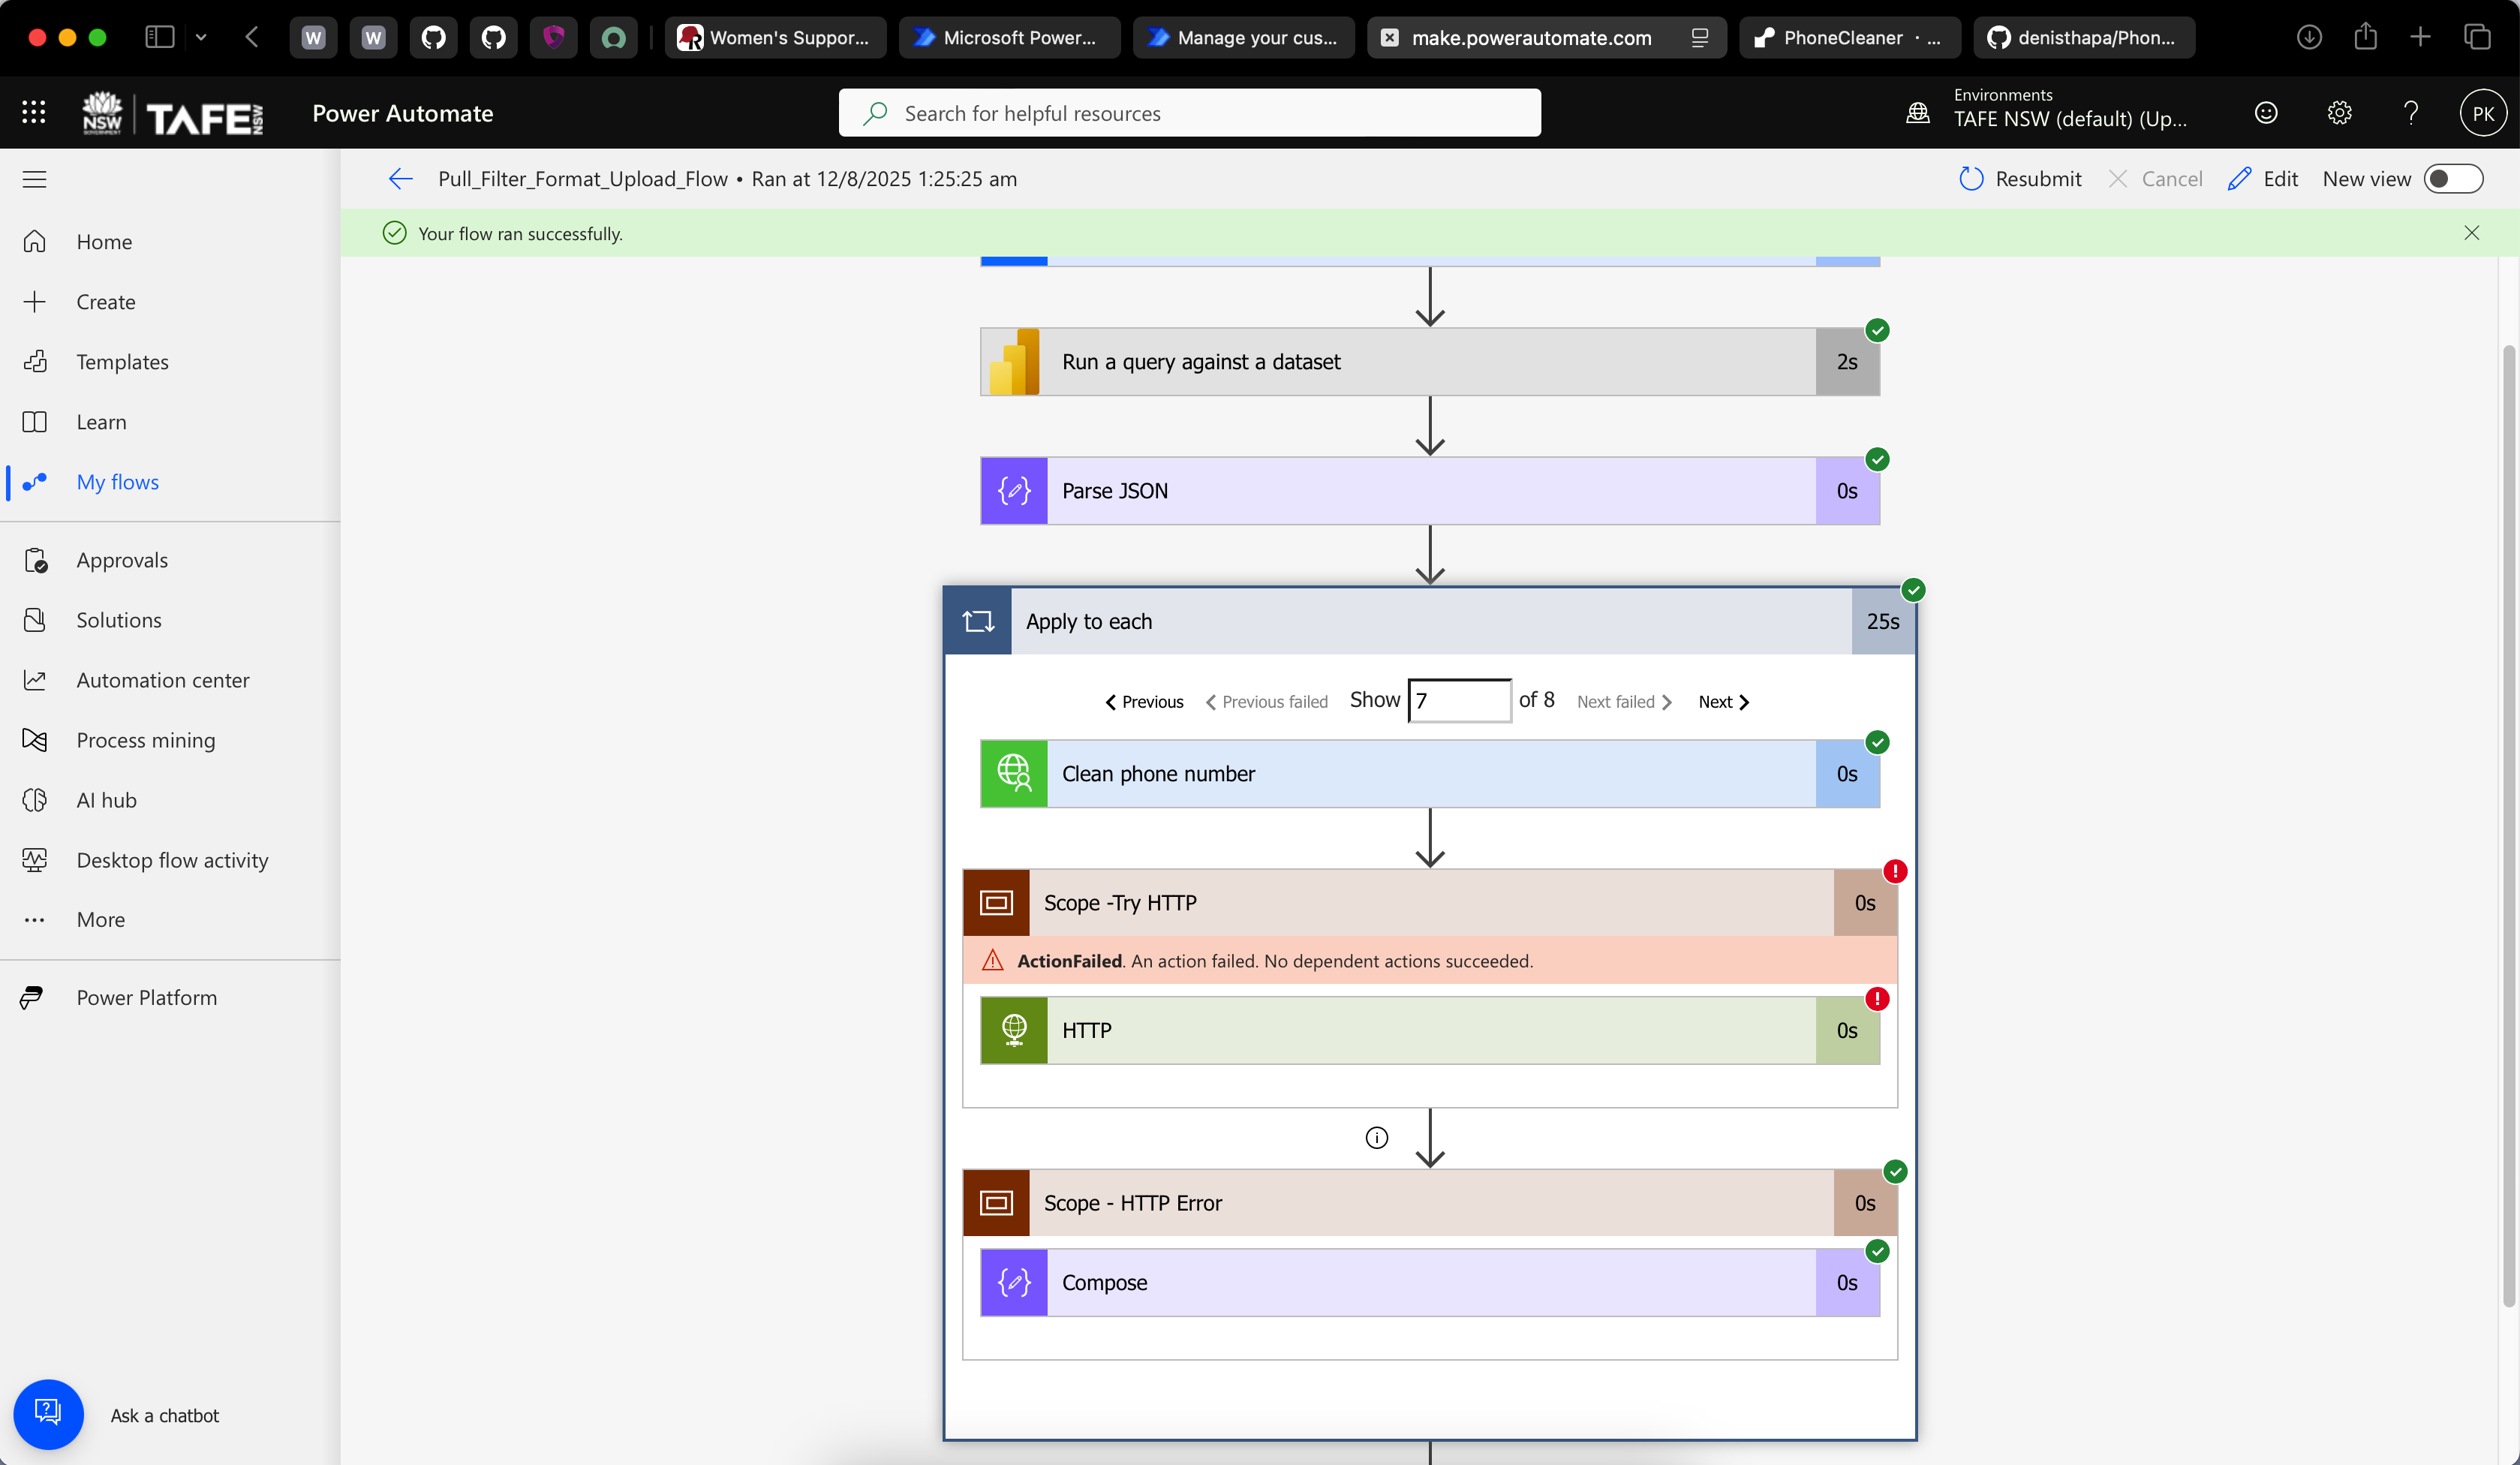 W
W
Women's Suppor...
Microsoft Power...
Manage your cus...
make.powerautomate.com
PhoneCleaner · ...
denisthapa/Phon...
NSW
GOVERNMENT
TAFE NSW
Power Automate
Search for helpful resources
Environments
TAFE NSW (default) (Up...
PK
Pull_Filter_Format_Upload_Flow • Ran at 12/8/2025 1:25:25 am
Resubmit
Cancel
Edit
New view
Your flow ran successfully.
Home
Create
Templates
Learn
My flows
Approvals
Solutions
Automation center
Process mining
AI hub
Desktop flow activity
More
Power Platform
Ask a chatbot
Run a query against a dataset
2s
Parse JSON
0s
Apply to each
25s
Previous
Previous failed
Show 7 of 8
Next failed
Next
Clean phone number
0s
Scope -Try HTTP
0s
ActionFailed. An action failed. No dependent actions succeeded.
HTTP
0s
Scope - HTTP Error
0s
Compose
0s